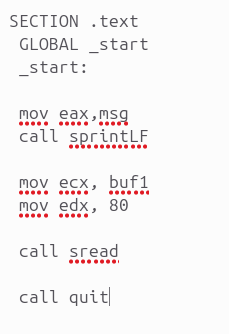 SECTION .text
GLOBAL _start
_start:
mov eax,msg
call sprintLF
mov ecx, buf1
mov edx, 80
call sread
call quit